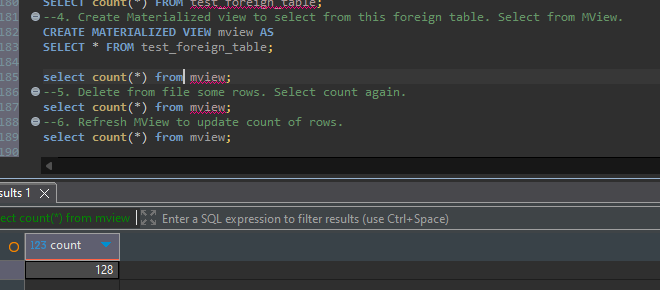 180 SELECT count(*) FROM test_foreign_table;
181 --4. Create Materialized view to select from this foreign table. Select from MView.
182 CREATE MATERIALIZED VIEW mview AS
183 SELECT * FROM test_foreign_table;
184
185 select count(*) from mview;
186 --5. Delete from file some rows. Select count again.
187 select count(*) from mview;
188 --6. Refresh MView to update count of rows.
189 select count(*) from mview;
190
sults 1
ect count(*) from mview Enter a SQL expression to filter results (use Ctrl+Space)
123 count
128